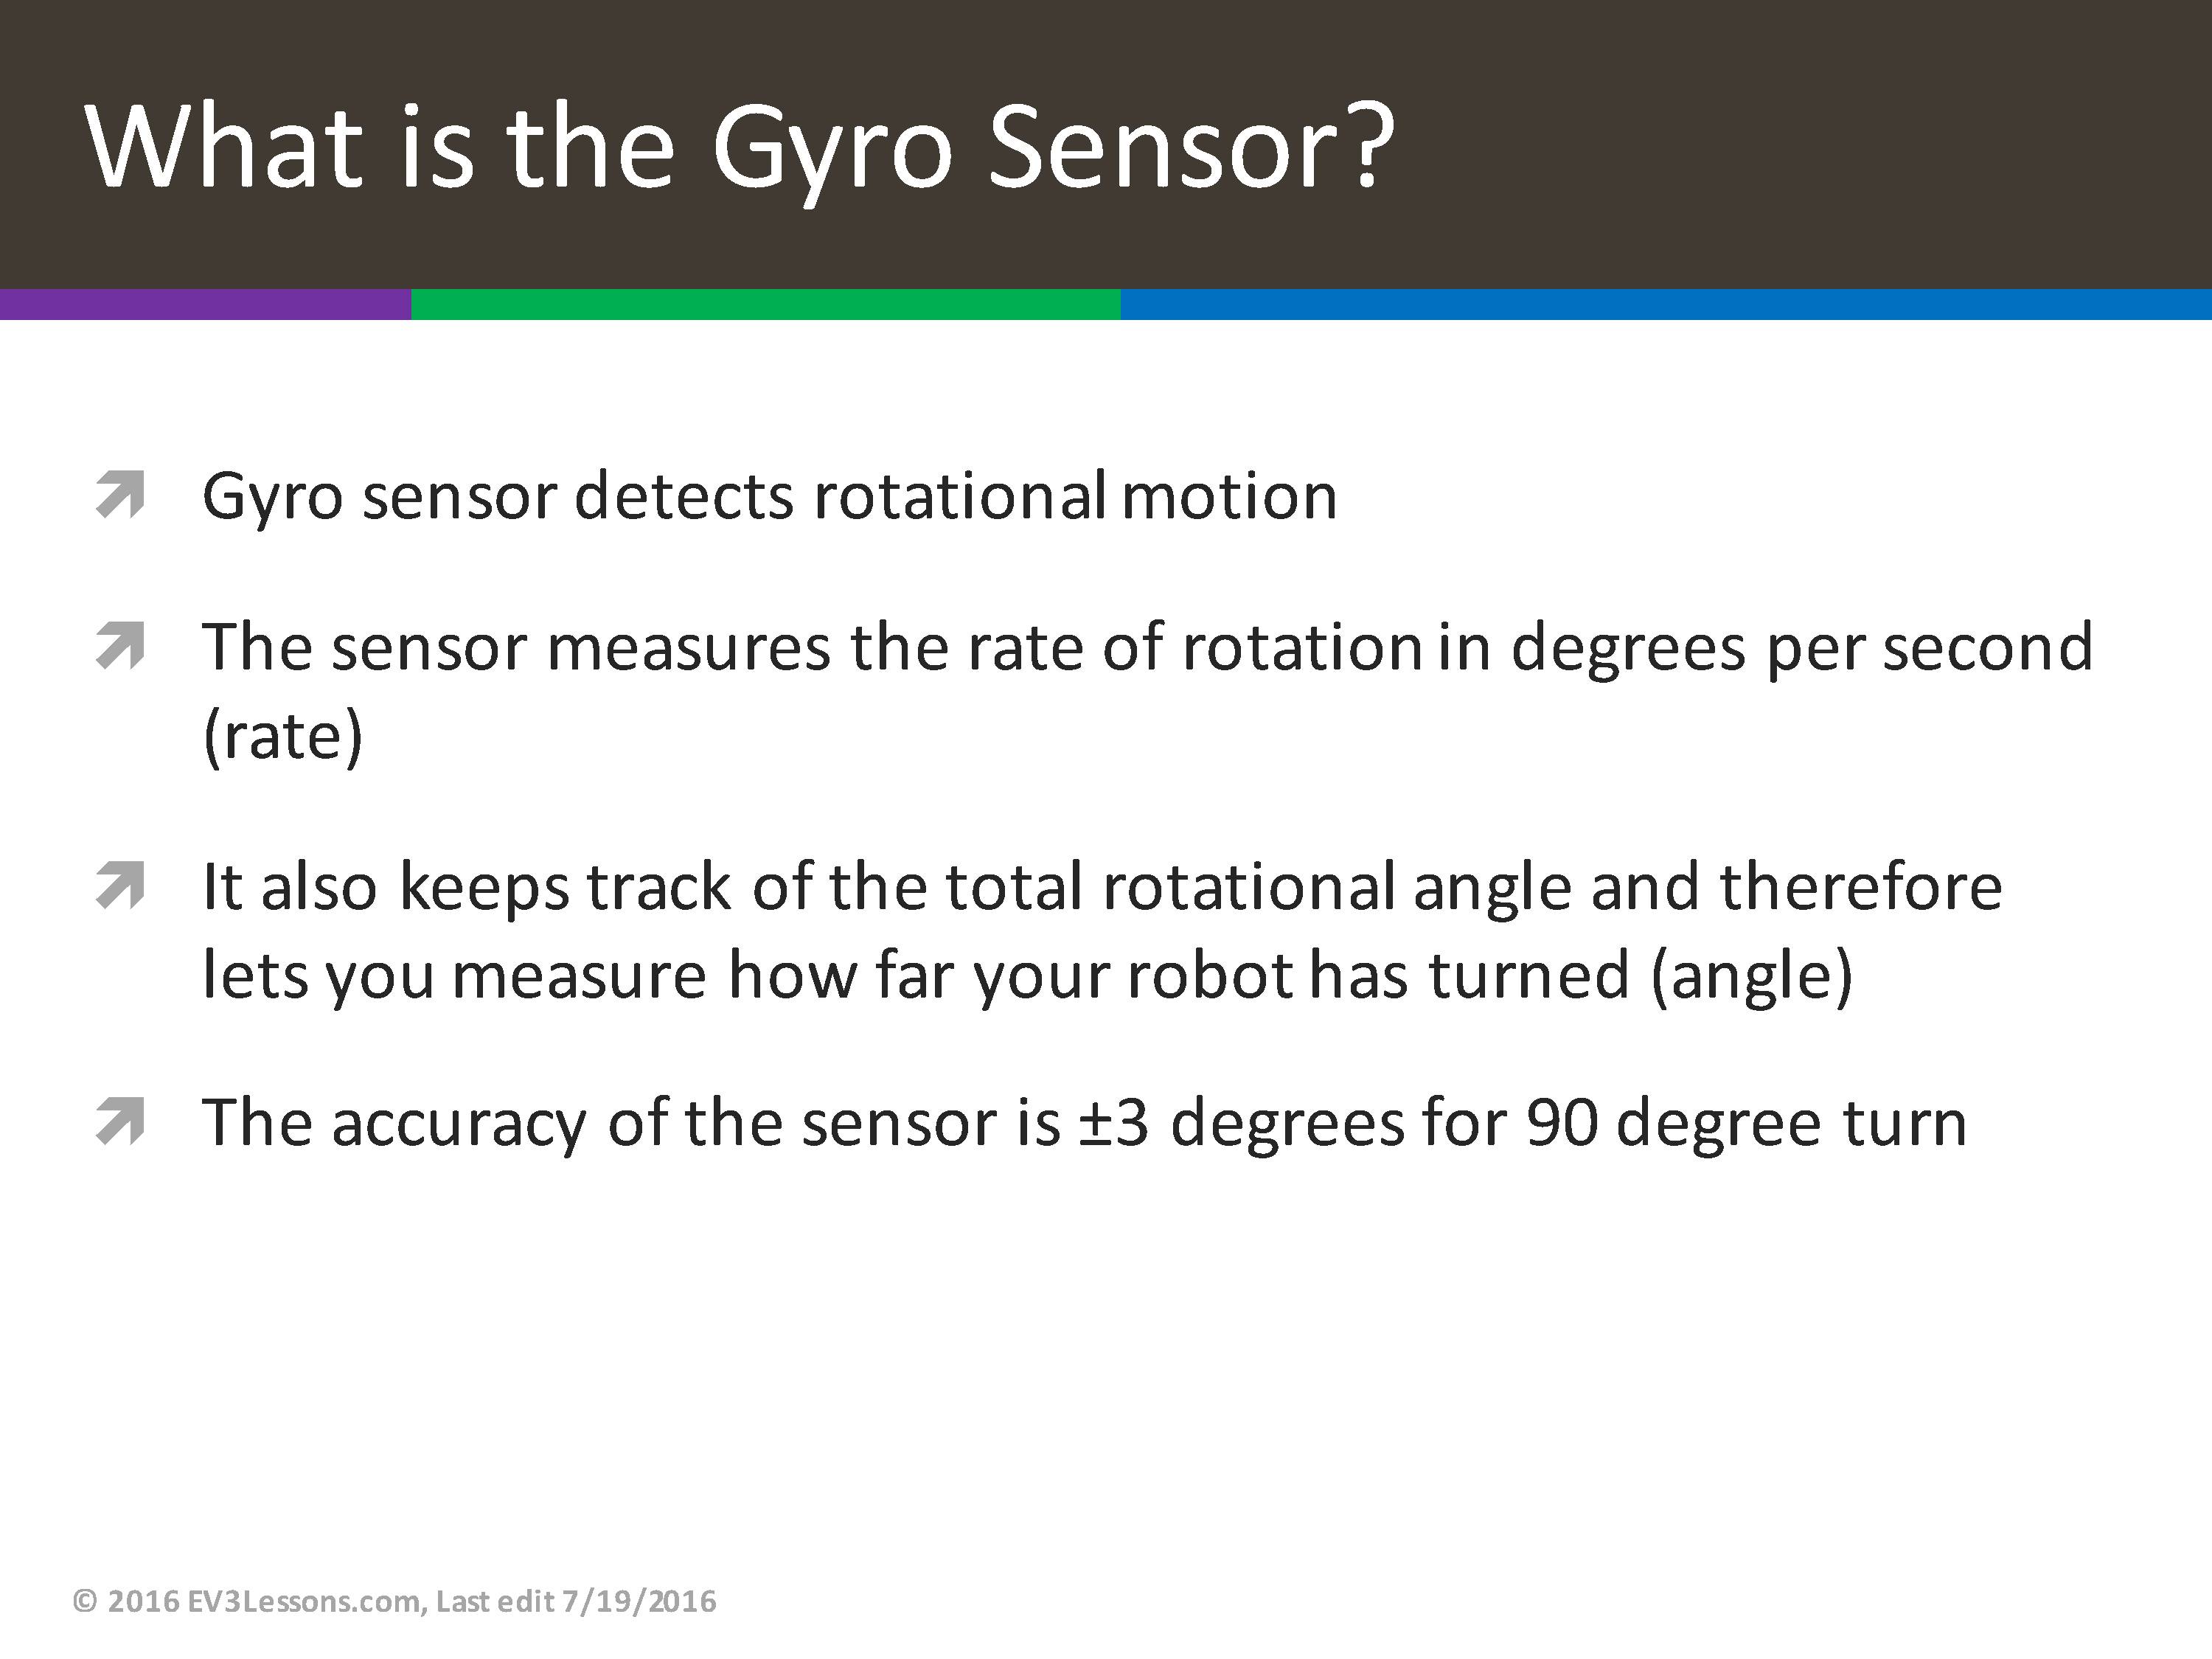 What is the Gyro Sensor?
Gyro sensor detects rotational motion
The sensor measures the rate of rotation in degrees per second
(rate)
It also keeps track of the total rotational angle and therefore
lets you measure how far your robot has turned (angle)
The accuracy of the sensor is ±3 degrees for 90 degree turn
© 2016 EV3Lessons.com, Last edit 7/19/2016